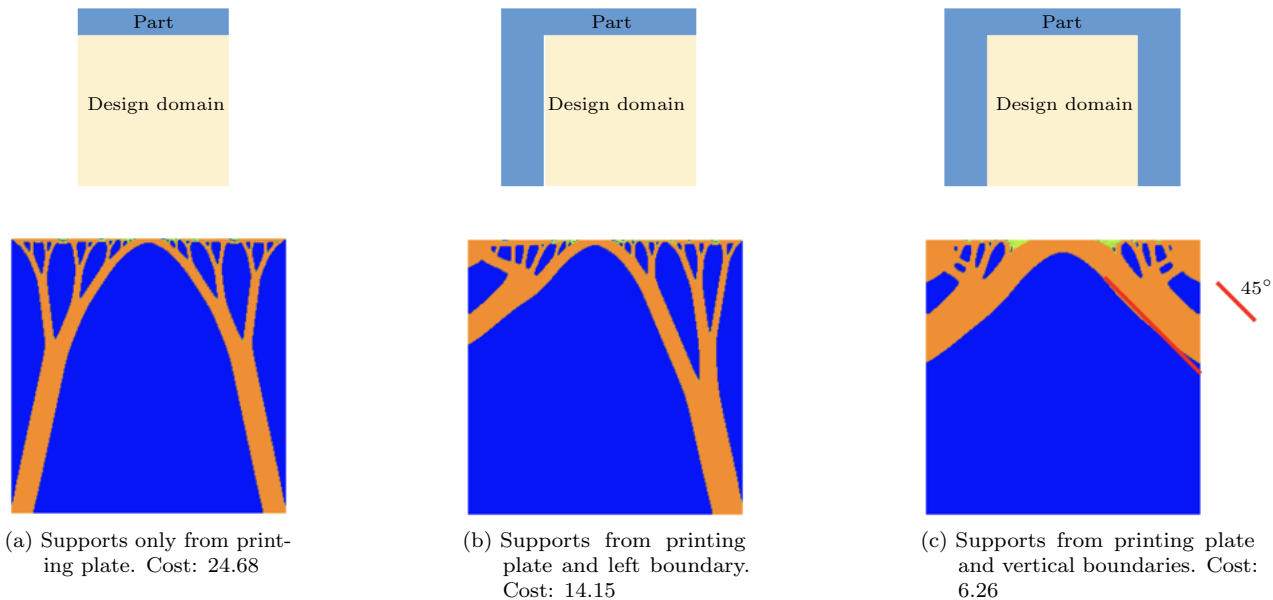 Part
Part
Part
Design domain
Design domain
Design domain
45°
(a) Supports only from print-
ing plate. Cost: 24.68
(b) Supports from printing
plate and left boundary.
Cost: 14.15
(c) Supports from printing plate
and vertical boundaries. Cost:
6.26